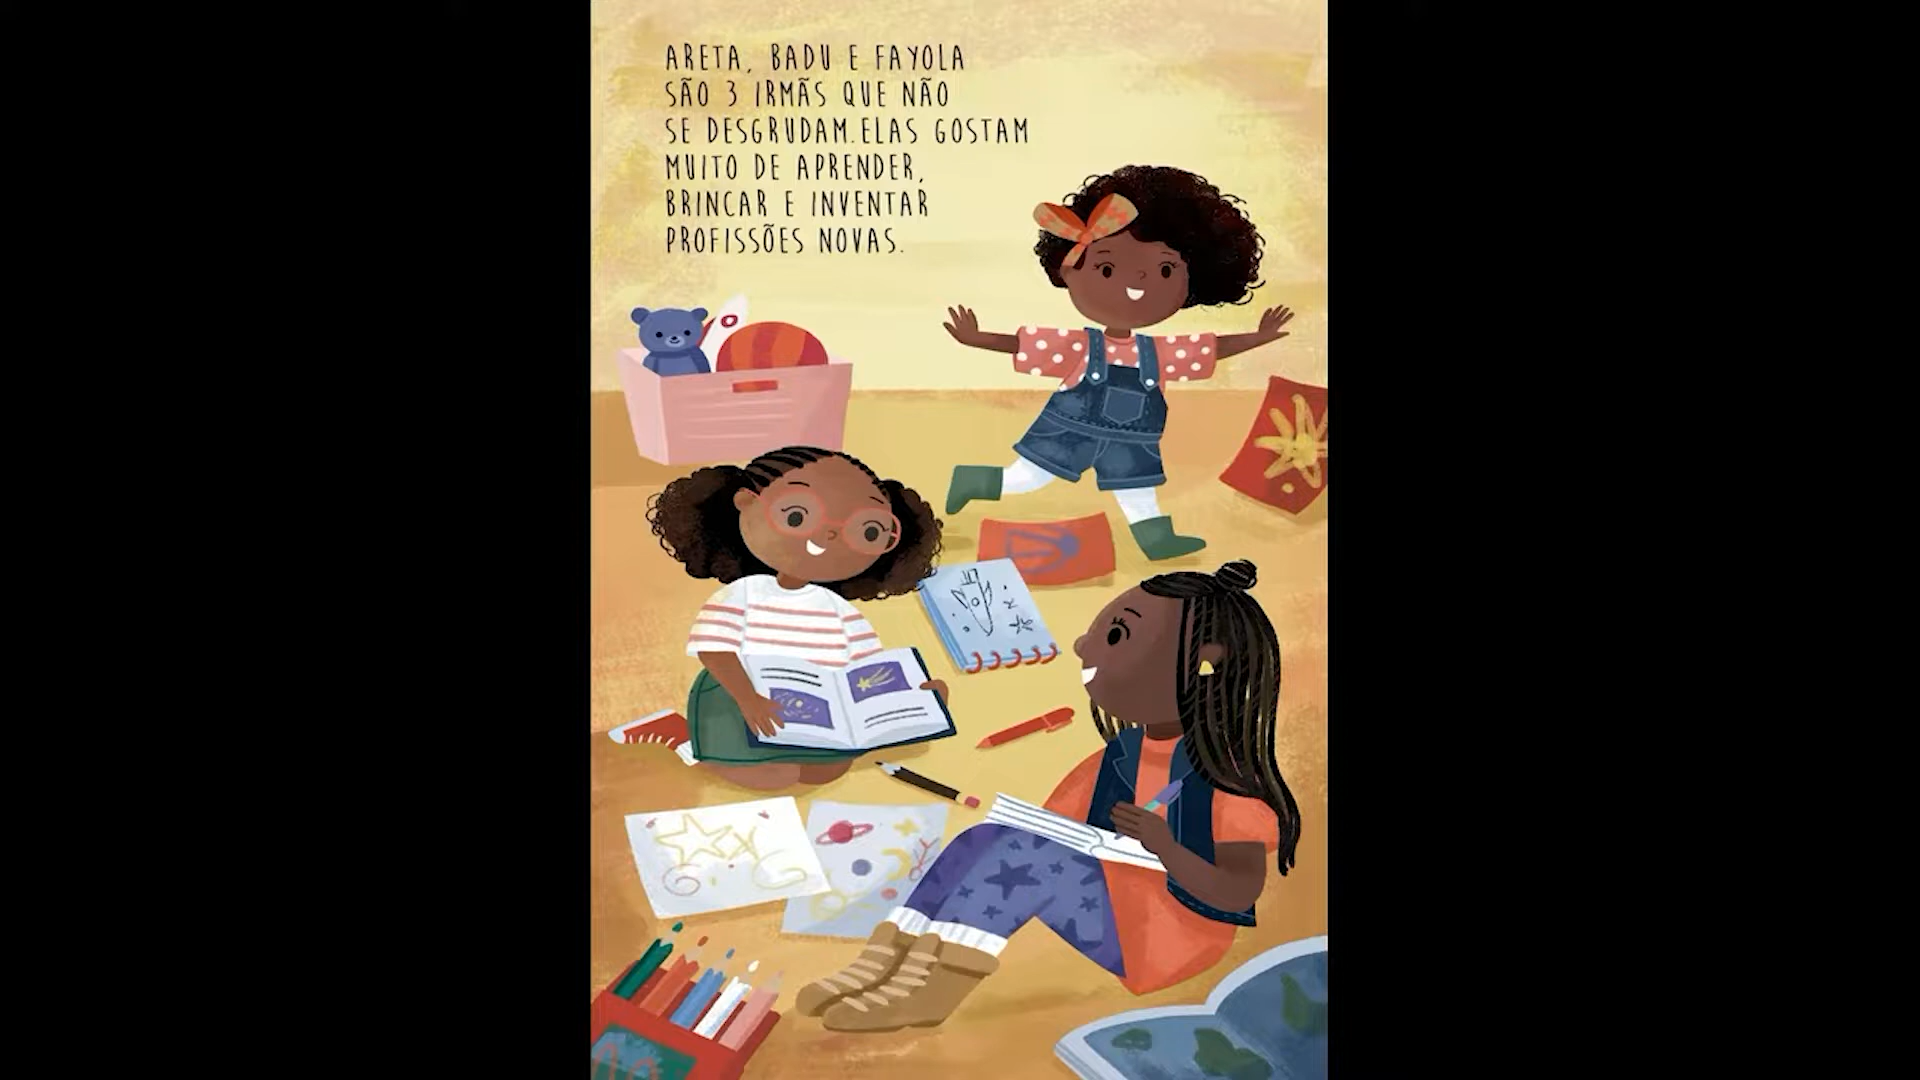 ARETA, BADU E FAYOLA
SÃO 3 IRMÃS QUE NÃO
SE DESGRUDAM.ELAS GOSTAM
MUITO DE APRENDER,
BRINCAR E INVENTAR
PROFISSÕES NOVAS.